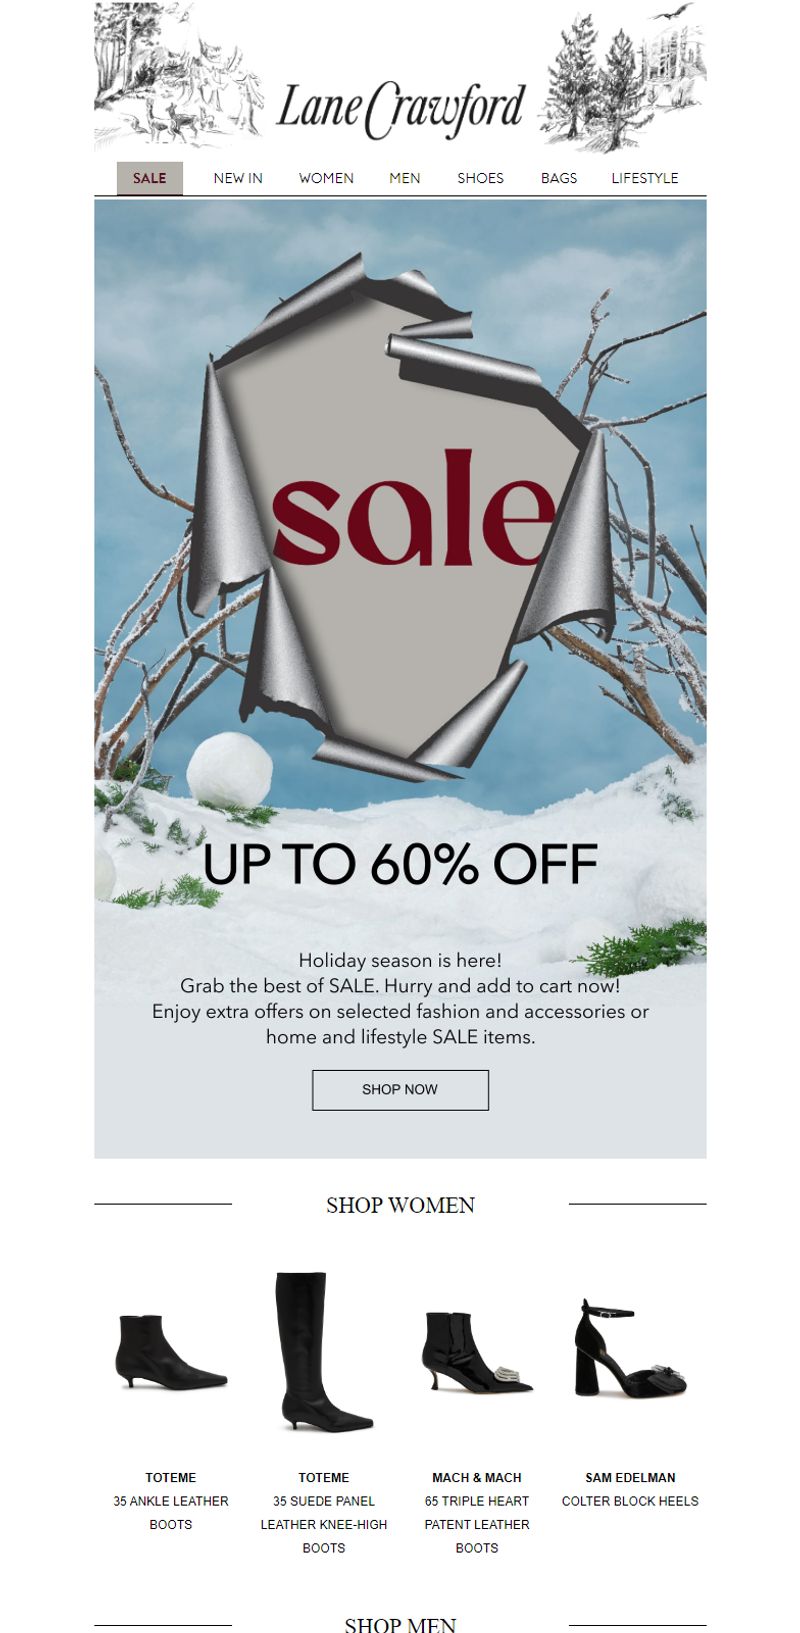 Lane Crawford
SALE NEW IN WOMEN MEN SHOES BAGS LIFESTYLE
sale
UP TO 60% OFF
Holiday season is here!
Grab the best of SALE. Hurry and add to cart now!
Enjoy extra offers on selected fashion and accessories or
home and lifestyle SALE items.
SHOP NOW
SHOP WOMEN
TOTEME
35 ANKLE LEATHER
BOOTS
TOTEME
35 SUEDE PANEL
LEATHER KNEE-HIGH
BOOTS
MACH & MACH
65 TRIPLE HEART
PATENT LEATHER
BOOTS
SAM EDELMAN
COLTER BLOCK HEELS
SHOP MEN